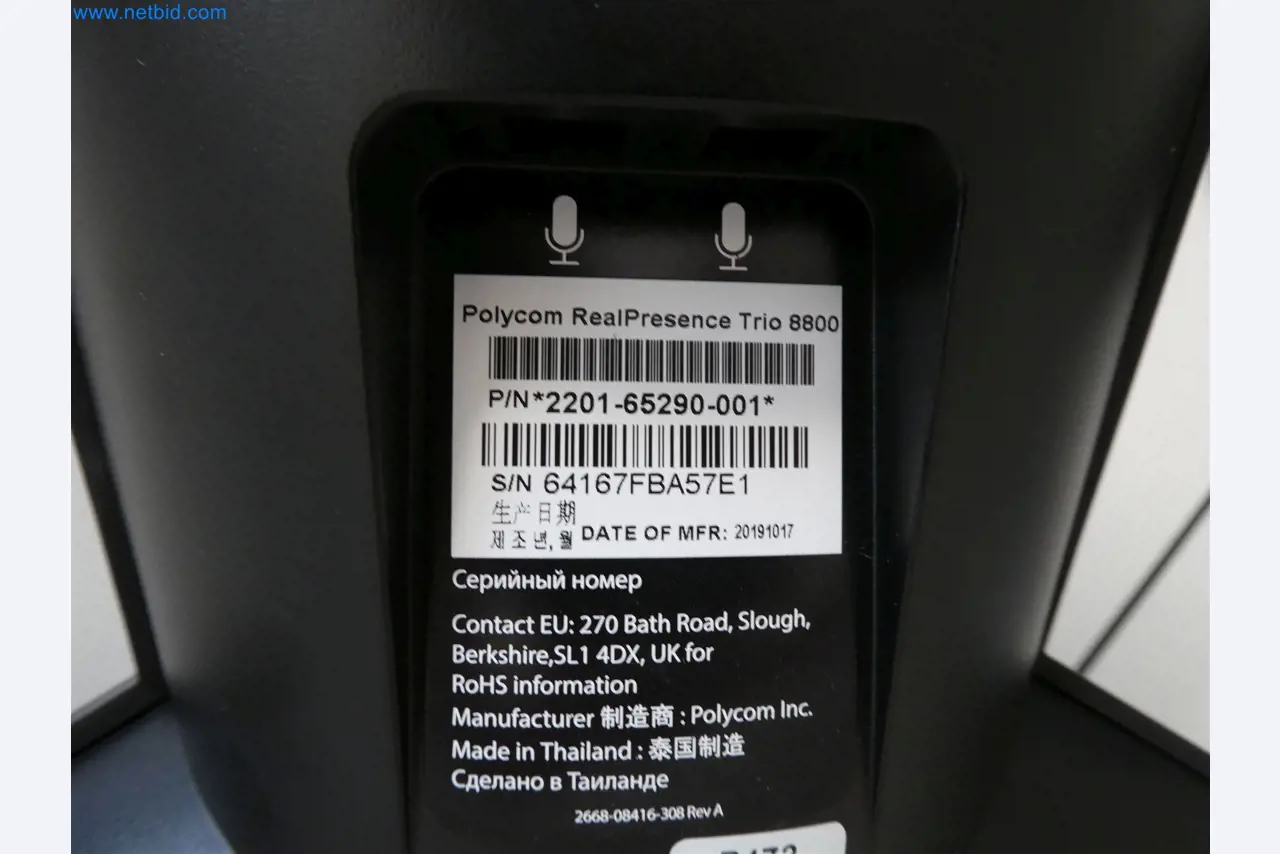 www.netbid.com
Polycom RealPresence Trio 8800
P/N*2201-65290-001*
S/N 64167FBA57E1
生产日期
제조년,월 DATE OF MFR: 20191017
Серийный номер
Contact EU: 270 Bath Road, Slough,
Berkshire,SL1 4DX, UK for
RoHS information
Manufacturer 制造商 : Polycom Inc.
Made in Thailand : 泰国制造
Сделано в Таиланде
2668-08416-308 Rev A